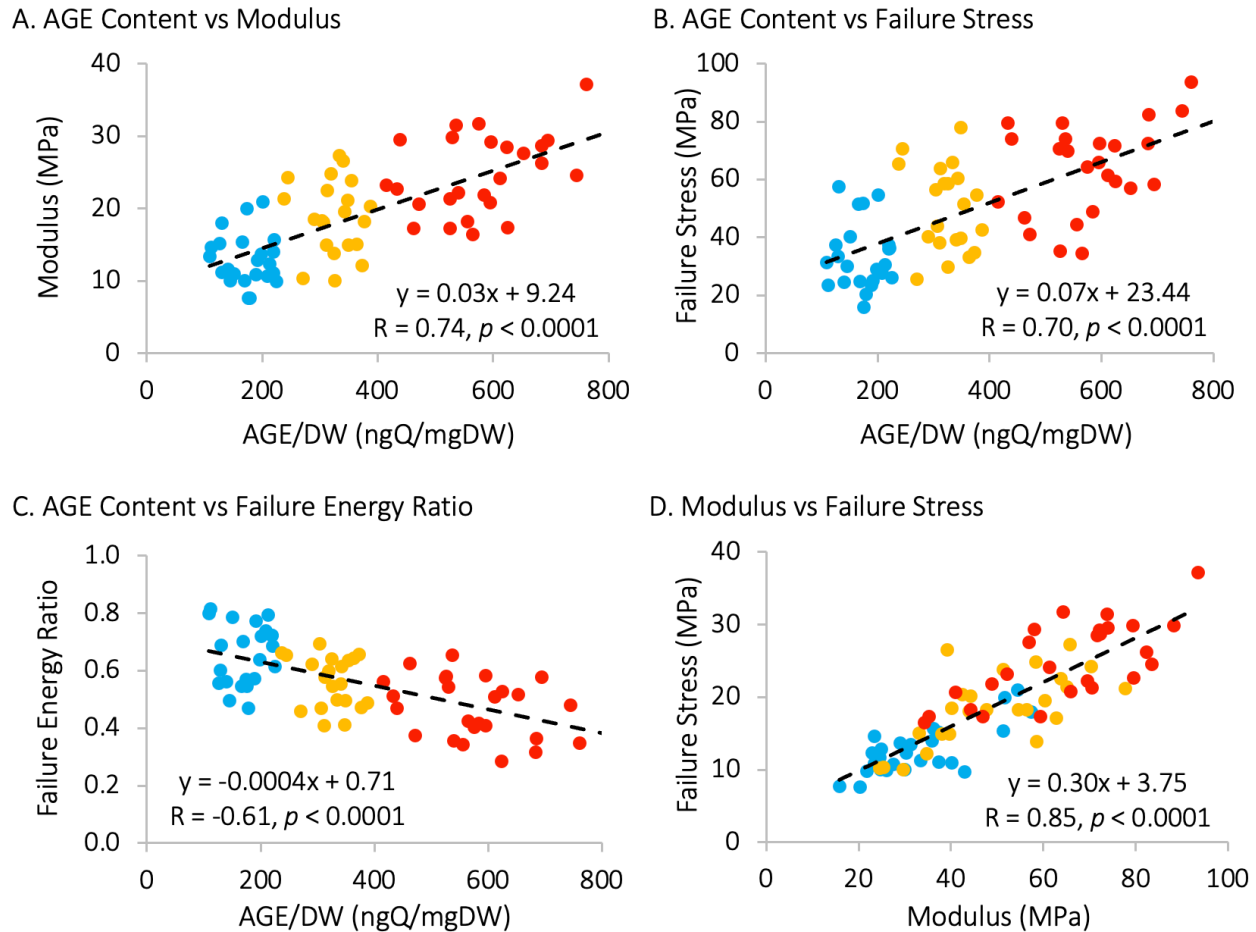 A. AGE Content vs Modulus
Modulus (MPa)
40
30
20
10
0
y = 0.03x + 9.24
R = 0.74, p < 0.0001
0 200 400 600 800
AGE/DW (ngQ/mgDW)
B. AGE Content vs Failure Stress
Failure Stress (MPa)
100
80
60
40
20
0
y = 0.07x + 23.44
R = 0.70, p < 0.0001
0 200 400 600 800
AGE/DW (ngQ/mgDW)
C. AGE Content vs Failure Energy Ratio
Failure Energy Ratio
1.0
0.8
0.6
0.4
0.2
0.0
y = -0.0004x + 0.71
R = -0.61, p < 0.0001
0 200 400 600 800
AGE/DW (ngQ/mgDW)
D. Modulus vs Failure Stress
Failure Stress (MPa)
40
30
20
10
0
y = 0.30x + 3.75
R = 0.85, p < 0.0001
0 20 40 60 80 100
Modulus (MPa)